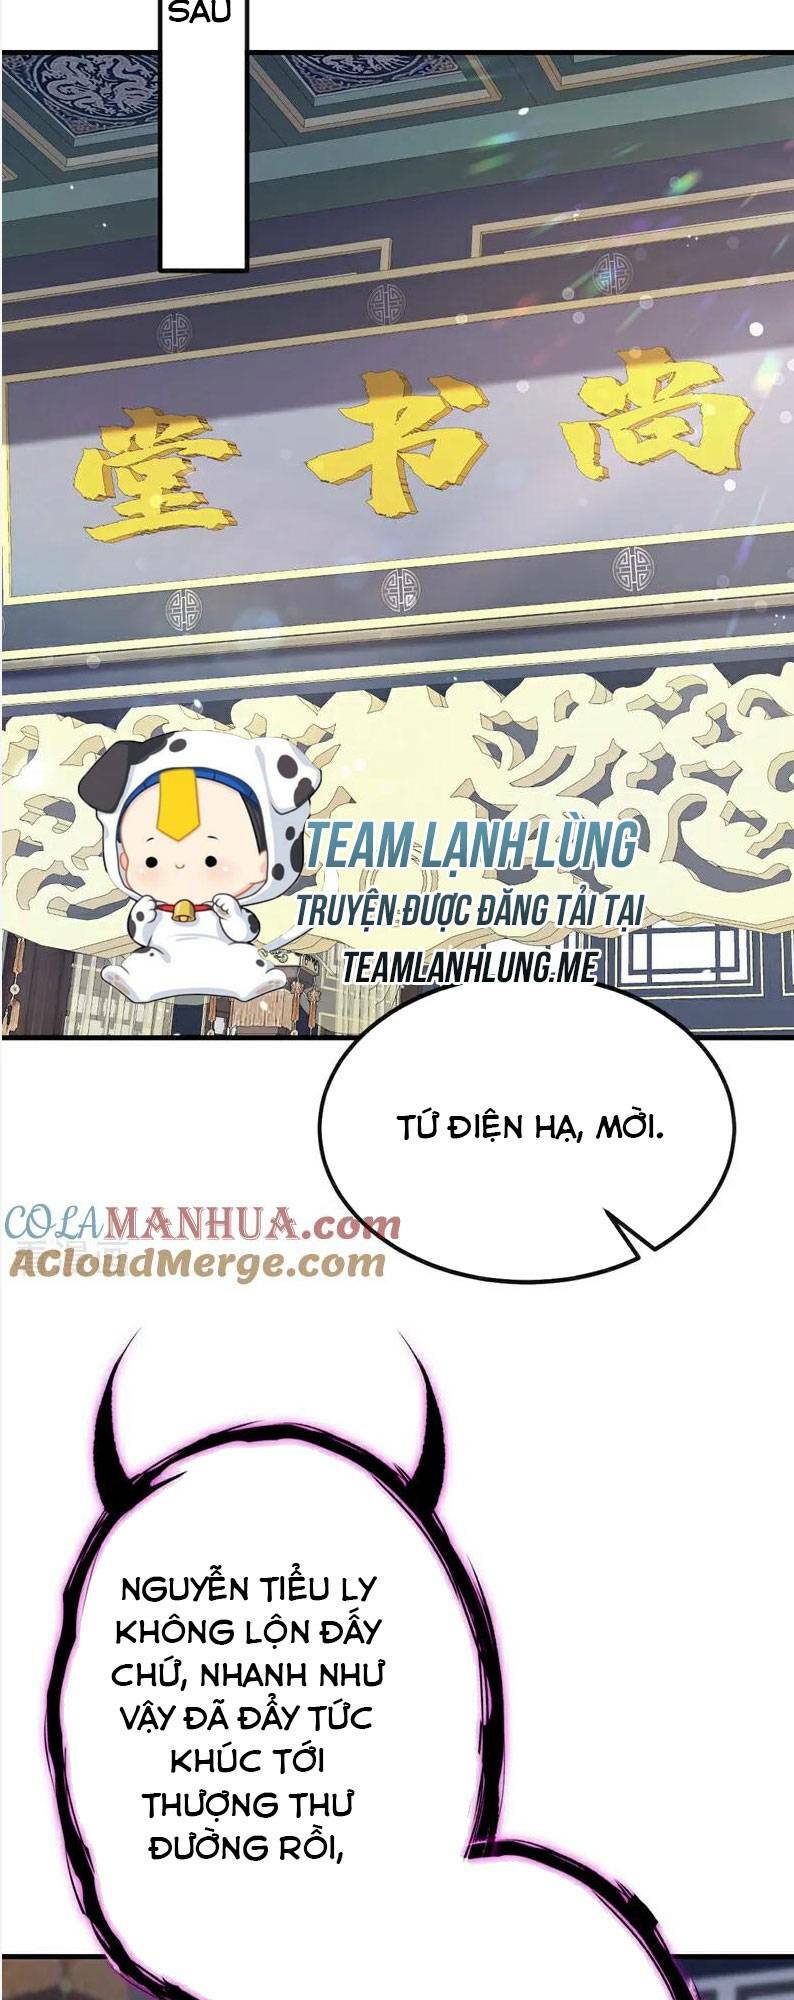 SAU
尚书堂
TEAM LẠNH LÙNG
TRUYỆN ĐƯỢC ĐĂNG TẢI TẠI
TEAMLANHLUNG.ME
TỨ ĐIỆN HẠ, MỜI.
COLAMANHUA.com
AcloudMerge.com
NGUYỄN TIỂU LY
KHÔNG LỘN ĐẤY
CHỨ, NHANH NHƯ
VẬY ĐÃ ĐẨY TỨC
KHÚC TỚI
THƯỢNG THƯ
ĐƯỜNG RỒI,